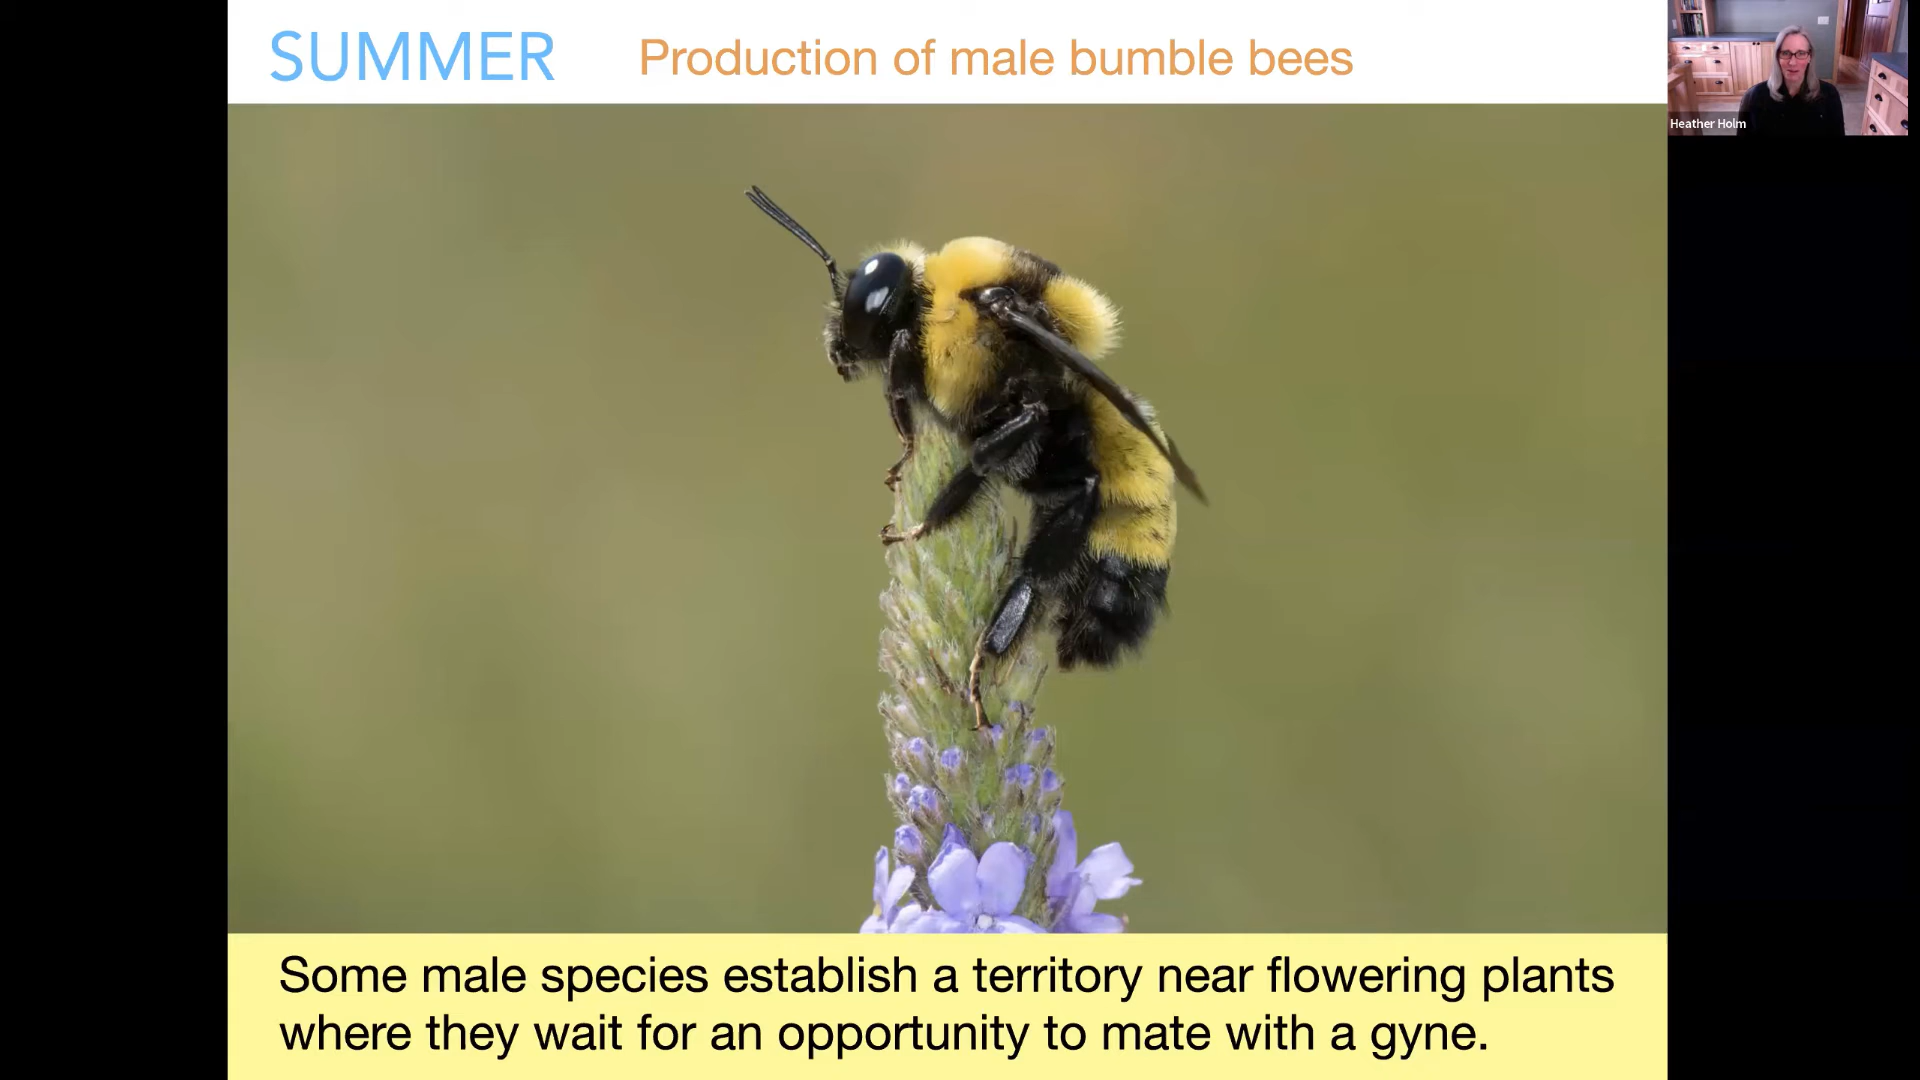 SUMMER
Production of male bumble bees
Heather Holm
Some male species establish a territory near flowering plants
where they wait for an opportunity to mate with a gyne.